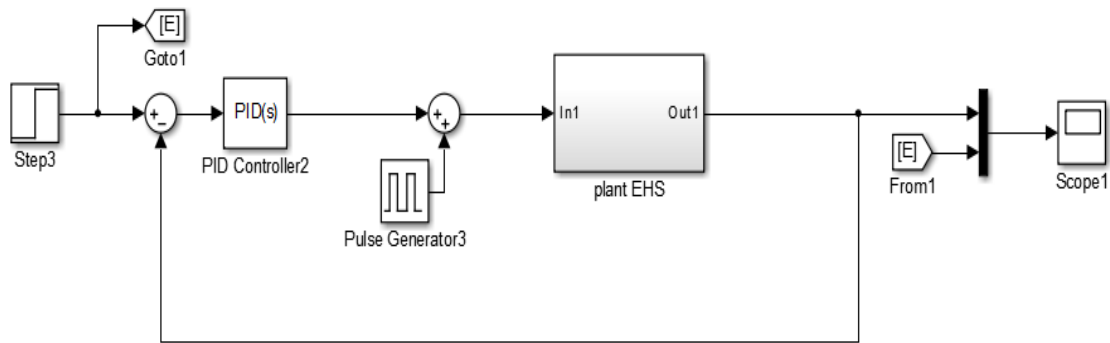 [E]
Goto1
Step3
+
−
PID(s)
PID Controller2
+
+
Pulse Generator3
In1
Out1
plant EHS
[E]
From1
Scope1